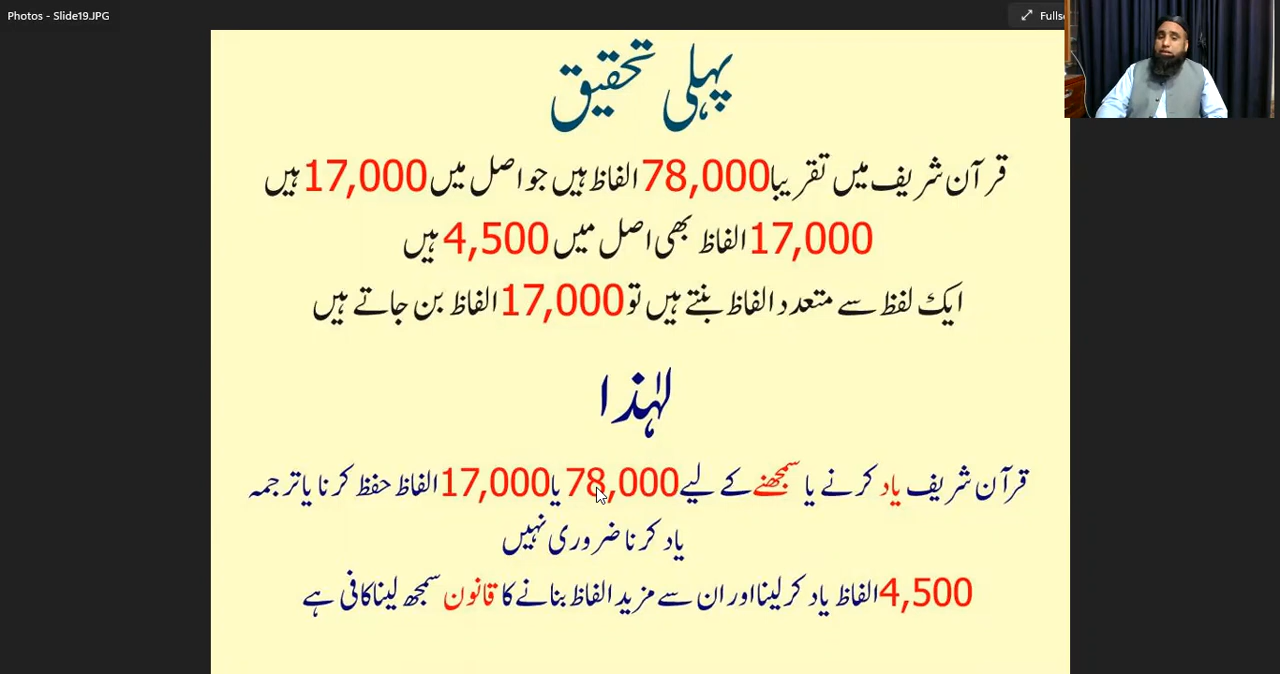 Photos - Slide19.JPG
Fulls
پہلی تحقیق
قرآن شریف میں تقریبا 78,000 الفاظ ہیں جو اصل میں 17,000 ہیں
17,000 الفاظ بھی اصل میں 4,500 ہیں
ایک لفظ سے متعدد الفاظ بنتے ہیں تو 17,000 الفاظ بن جاتے ہیں
لہٰذا
قرآن شریف یاد کرنے یا سمجھنے کے لیے 78,000 یا 17,000 الفاظ حفظ کرنا یا ترجمہ
یاد کرنا ضروری نہیں
4,500 الفاظ یاد کرلینا اور ان سے مزید الفاظ بنانے کا قانون سمجھ لینا کافی ہے